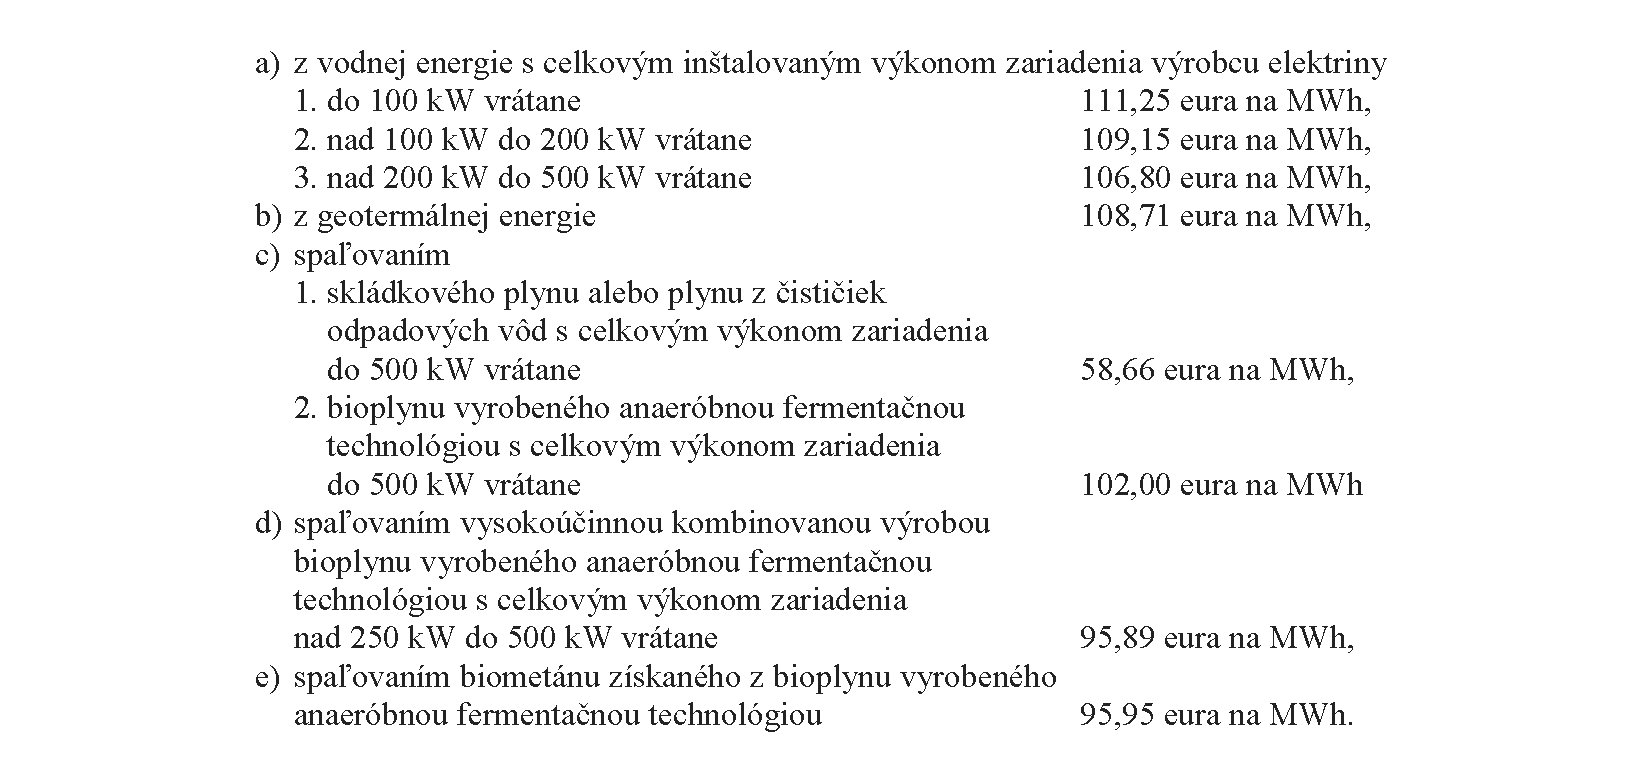 a) z vodnej energie s celkovým inštalovaným výkonom zariadenia výrobcu elektriny
1. do 100 kW vrátane 111,25 eura na MWh,
2. nad 100 kW do 200 kW vrátane 109,15 eura na MWh,
3. nad 200 kW do 500 kW vrátane 106,80 eura na MWh,
b) z geotermálnej energie 108,71 eura na MWh,
c) spaľovaním
1. skládkového plynu alebo plynu z čističiek
odpadových vôd s celkovým výkonom zariadenia
do 500 kW vrátane 58,66 eura na MWh,
2. bioplynu vyrobeného anaeróbnou fermentačnou
technológiou s celkovým výkonom zariadenia
do 500 kW vrátane 102,00 eura na MWh
d) spaľovaním vysokoúčinnou kombinovanou výrobou
bioplynu vyrobeného anaeróbnou fermentačnou
technológiou s celkovým výkonom zariadenia
nad 250 kW do 500 kW vrátane 95,89 eura na MWh,
e) spaľovaním biometánu získaného z bioplynu vyrobeného
anaeróbnou fermentačnou technológiou 95,95 eura na MWh.